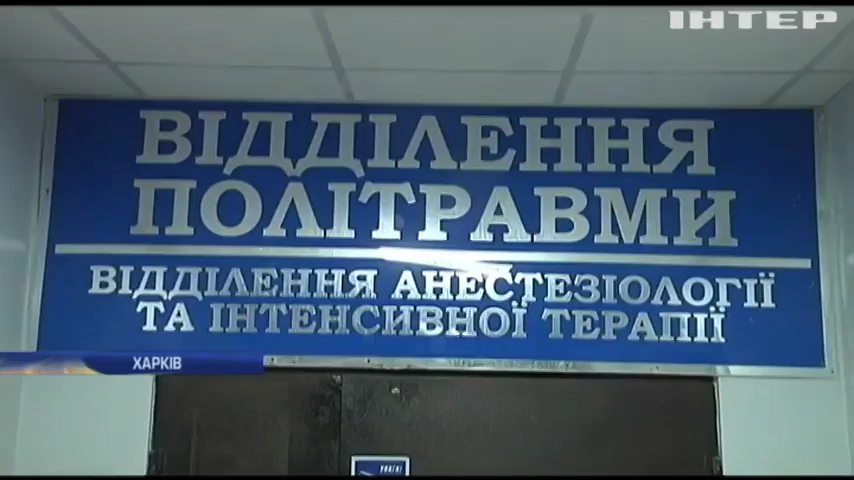 ІНТЕР
ВІДДІЛЕННЯ
ПОЛІТРАВМИ
ВІДДІЛЕННЯ АНЕСТЕЗІОЛОГІЇ
ТА ІНТЕНСИВНОЇ ТЕРАПІЇ
ХАРКІВ